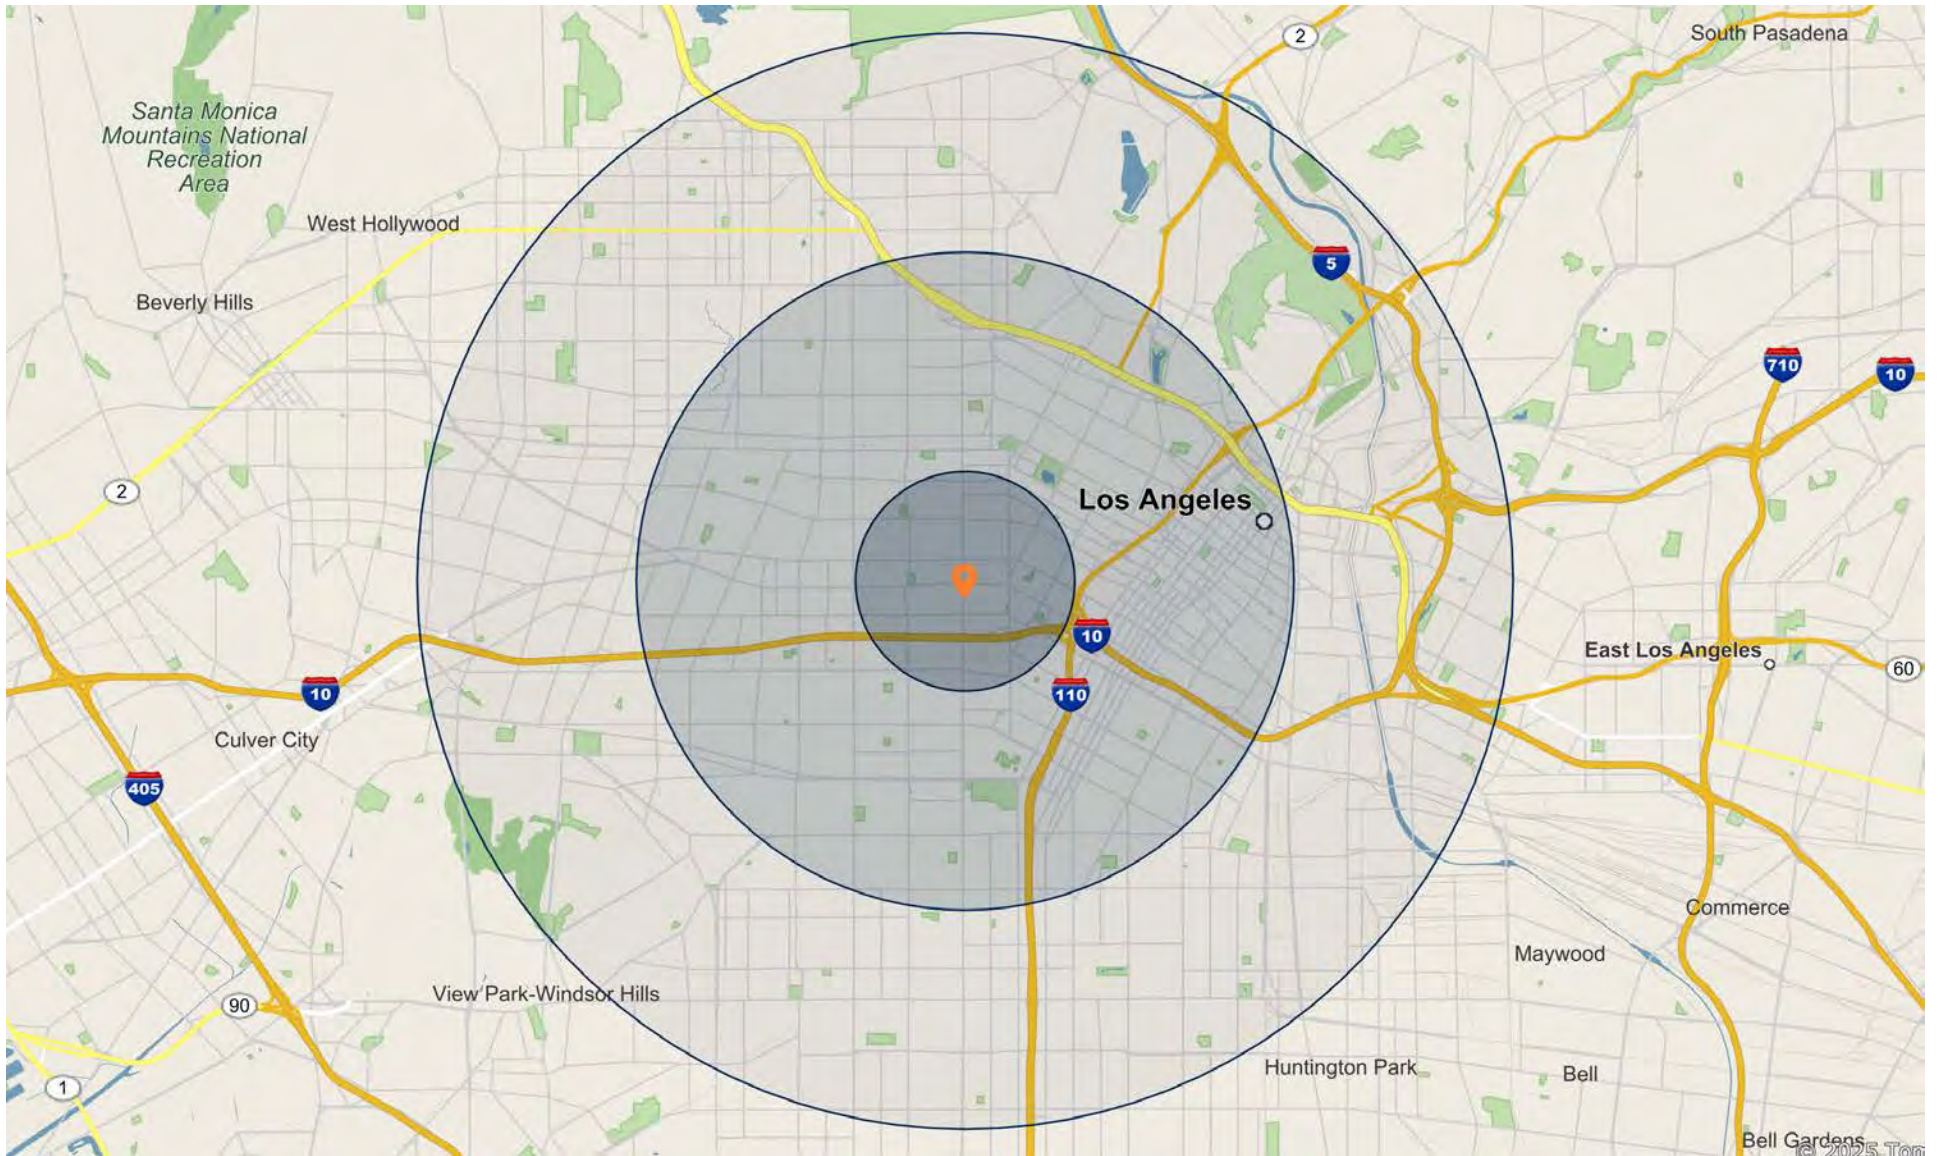 2
South Pasadena
Santa Monica
Mountains National
Recreation
Area
West Hollywood
5
Beverly Hills
710
10
2
Los Angeles
10
East Los Angeles
60
10
110
Culver City
405
Commerce
Maywood
View Park-Windsor Hills
90
Huntington Park
Bell
1
Bell Gardens
© 2025 Tom